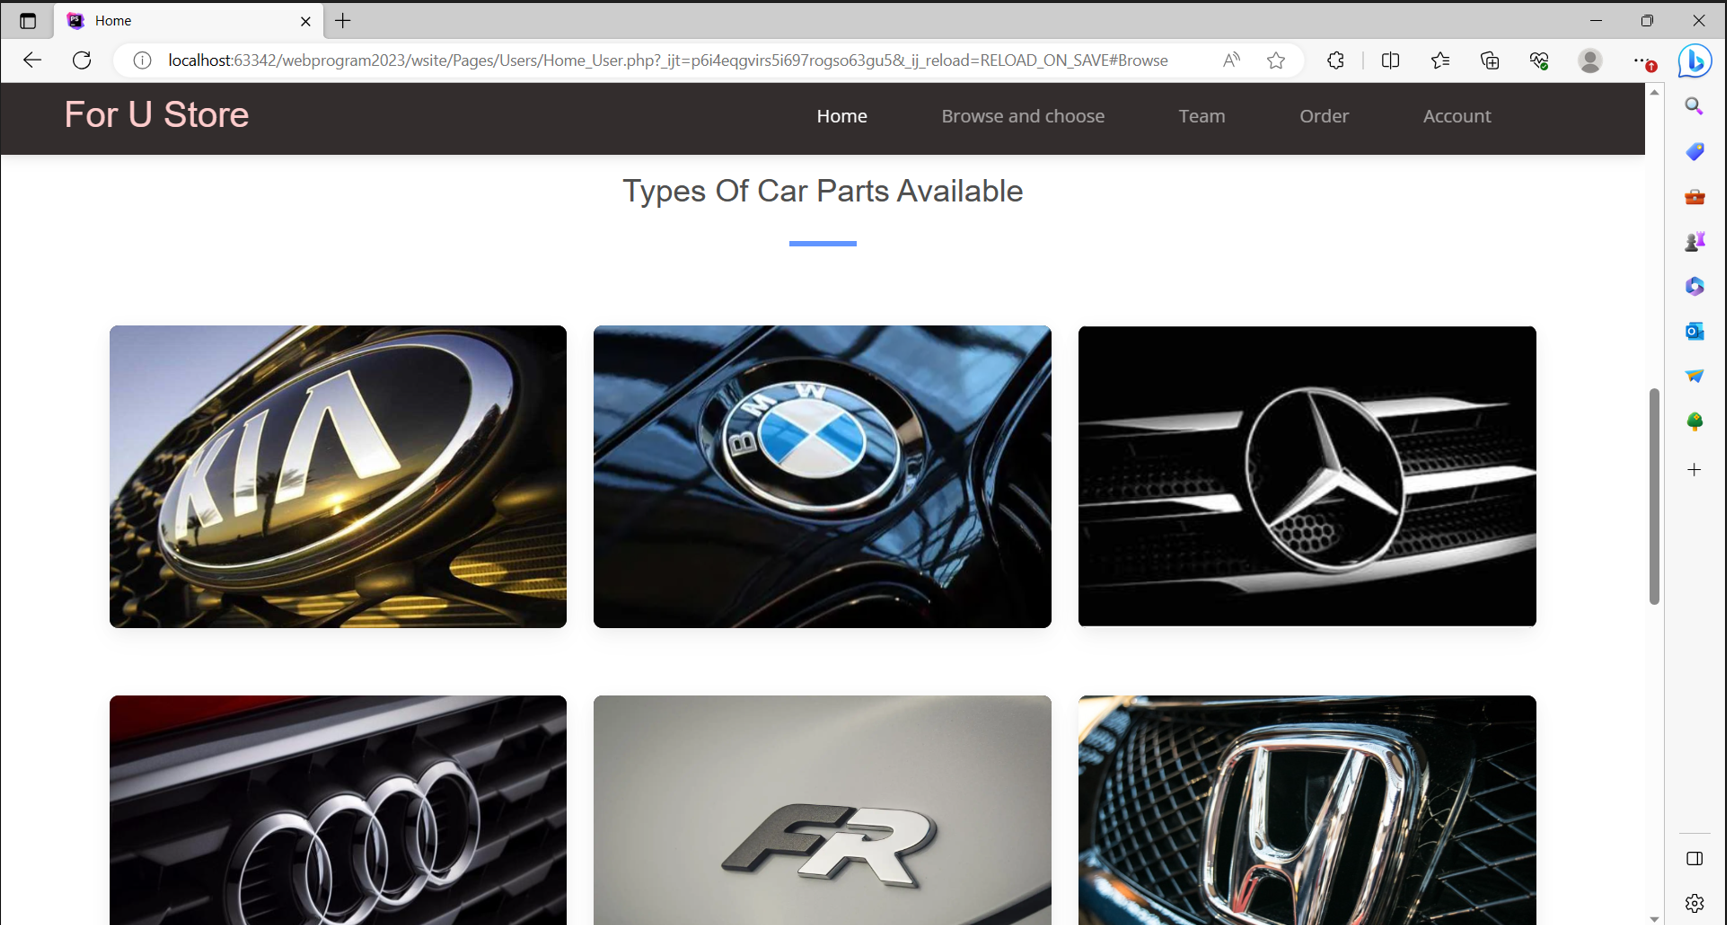 Home
localhost:63342/webprogram2023/wsite/Pages/Users/Home_User.php?_ijt=p6i4eqgvirs5i697rogso63gu5&_ij_reload=RELOAD_ON_SAVE#Browse
For U Store
Home
Browse and choose
Team
Order
Account
Types Of Car Parts Available
KIA
BMW
FR